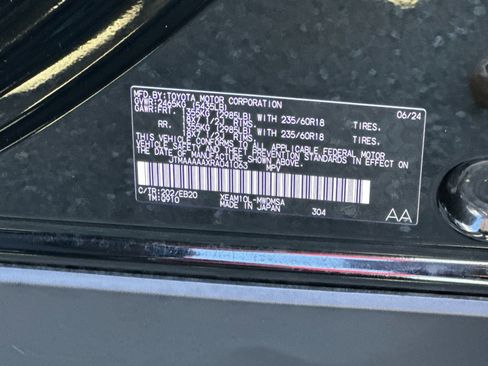 MFD.BY:TOYOTA MOTOR CORPORATION 06/24
GVWR:2465KG (5435LB)
GAWR:FRT. 1355KG (2985LB) WITH 235/60R18 TIRES,
18X7 1/2J RIMS
RR. 1355KG (2985LB) WITH 235/60R18 TIRES,
18X7 1/2J RIMS
THIS VEHICLE CONFORMS TO ALL APPLICABLE FEDERAL MOTOR
VEHICLE SAFETY AND THEFT PREVENTION STANDARDS IN EFFECT
ON THE DATE OF MANUFACTURE SHOWN ABOVE.
JTMAAAAAXRA041063 MPV
C/TR:202/EB20 XEAM10L-MWDMSA
TM:Q910 MADE IN JAPAN 304 AA